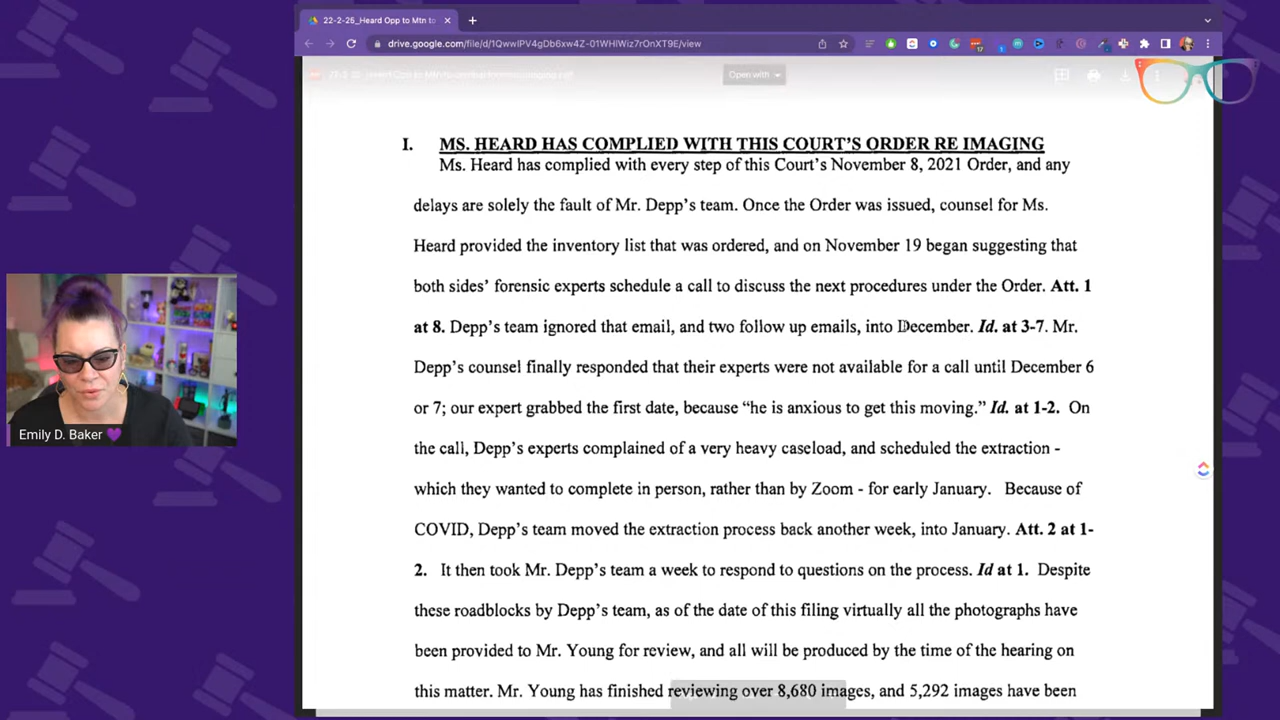 22-2-25_Heard Opp to Mtn to
drive.google.com/file/d/1QwwIPV4gDb6xw4Z-01WHlWiz7rOnXT9E/view
Open with
I. MS. HEARD HAS COMPLIED WITH THIS COURT'S ORDER RE IMAGING
Ms. Heard has complied with every step of this Court's November 8, 2021 Order, and any
delays are solely the fault of Mr. Depp's team. Once the Order was issued, counsel for Ms.
Heard provided the inventory list that was ordered, and on November 19 began suggesting that
both sides' forensic experts schedule a call to discuss the next procedures under the Order. Att. 1
at 8. Depp's team ignored that email, and two follow up emails, into December. Id. at 3-7. Mr.
Depp's counsel finally responded that their experts were not available for a call until December 6
or 7; our expert grabbed the first date, because "he is anxious to get this moving." Id. at 1-2. On
the call, Depp's experts complained of a very heavy caseload, and scheduled the extraction -
which they wanted to complete in person, rather than by Zoom - for early January. Because of
COVID, Depp's team moved the extraction process back another week, into January. Att. 2 at 1-
2. It then took Mr. Depp's team a week to respond to questions on the process. Id at 1. Despite
these roadblocks by Depp's team, as of the date of this filing virtually all the photographs have
been provided to Mr. Young for review, and all will be produced by the time of the hearing on
this matter. Mr. Young has finished reviewing over 8,680 images, and 5,292 images have been
Emily D. Baker 💜